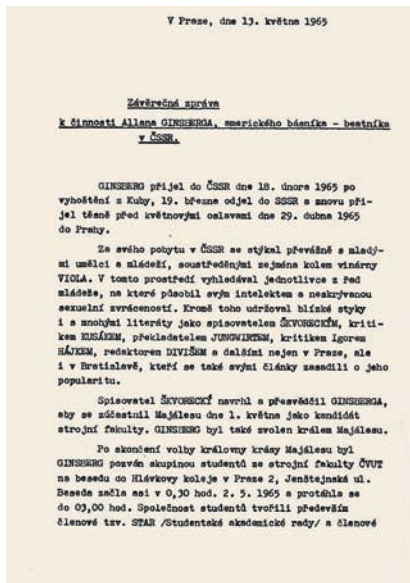 V Praze, dne 13. května 1965
Závěrečná zpráva
k činnosti Allana GINSBERGA, amerického básníka - beatníka
v ČSSR.
GINSBERG přijel do ČSSR dne 18. února 1965 po
vyhoštění z Kuby, 19. března odjel do SSSR a znovu při-
jel těsně před květnovými oslavami dne 29. dubna 1965
do Prahy.
Za svého pobytu v ČSSR se stýkal převážně s mladý-
mi umělci a mládeží, soustředěnými zejména kolem vinárny
VIOLA. V tomto prostředí vyhledával jednotlivce z řad
mládeže, na které působil svým intelektem a neskrývanou
sexuelní zvráceností. Kromě toho udržoval blízké styky
i s mnohými literáty jako spisovatelem ŠKVORECKÝM, kriti-
kem KUSÁKEM, překladatelem JUNGWIRTEM, kritikem Igorem
HÁJKEM, redaktorem DIVIŠEM a dalšími nejen v Praze, ale
i v Bratislavě, kteří se také svými články zasadili o jeho
popularitu.
Spisovatel ŠKVORECKÝ navrhl a přesvědčil GINSBERGA,
aby se zúčastnil Majálesu dne 1. května jako kandidát
strojní fakulty. GINSBERG byl také zvolen králem Majálesu.
Po skončení volby královny krásy Majálesu byl
GINSBERG pozván skupinou studentů ze strojní fakulty ČVUT
na besedu do Hlávkovy koleje v Praze 2, Jenštejnská ul.
Beseda začla asi v 0,30 hod. 2. 5. 1965 a protáhla se
do 03,00 hod. Společnost studentů tvořili především
členové tzv. STAR /Studentské akademické rady/ a členové